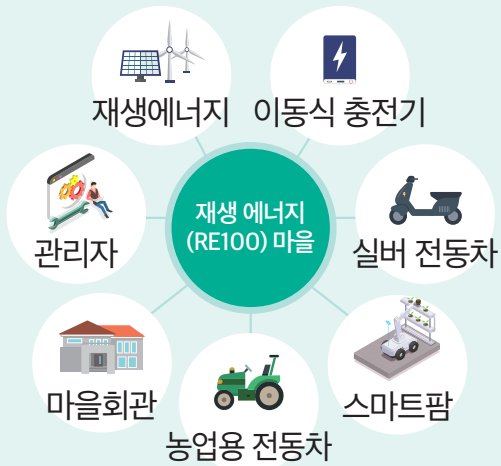 재생에너지
이동식 충전기
관리자
재생 에너지
(RE100) 마을
실버 전동차
마을회관
스마트팜
농업용 전동차